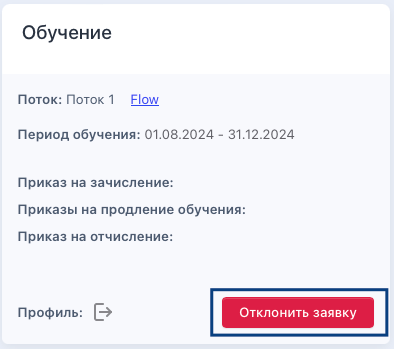 Обучение
Поток: Поток 1 Flow
Период обучения: 01.08.2024 - 31.12.2024
Приказ на зачисление:
Приказы на продление обучения:
Приказ на отчисление:
Профиль: Отклонить заявку